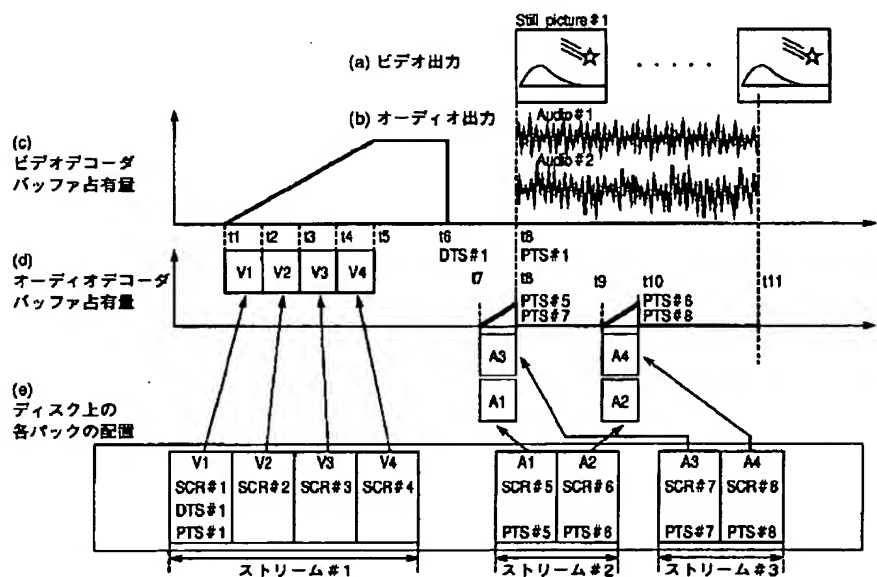 Still picture#1
(a) ビデオ出力
(b) オーディオ出力
Audio#1
Audio#2
(c)
ビデオデコーダ
バッファ占有量
t1 t2 t3 t4 t5 t6 t8
DTS#1 PTS#1
V1 V2 V3 V4
(d)
オーディオデコーダ
バッファ占有量
t7 t8 t9 t10 t11
PTS#5 PTS#6
PTS#7 PTS#8
A3 A4
A1 A2
(e)
ディスク上の
各パックの配置
V1 V2 V3 V4 A1 A2 A3 A4
SCR#1 SCR#2 SCR#3 SCR#4 SCR#5 SCR#6 SCR#7 SCR#8
DTS#1
PTS#1 PTS#5 PTS#6 PTS#7 PTS#8
ストリーム#1 ストリーム#2 ストリーム#3